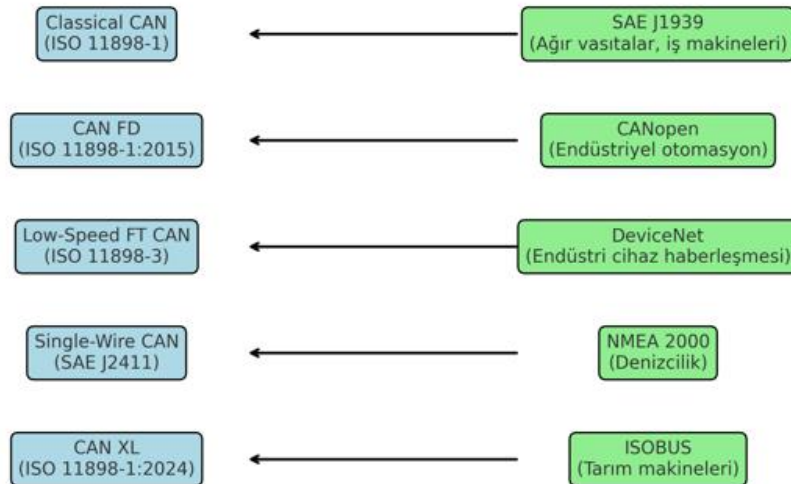 Classical CAN
(ISO 11898-1)
SAE J1939
(Ağır vasıtalar, iş makineleri)
CAN FD
(ISO 11898-1:2015)
CANopen
(Endüstriyel otomasyon)
Low-Speed FT CAN
(ISO 11898-3)
DeviceNet
(Endüstri cihaz haberleşmesi)
Single-Wire CAN
(SAE J2411)
NMEA 2000
(Denizcilik)
CAN XL
(ISO 11898-1:2024)
ISOBUS
(Tarım makineleri)